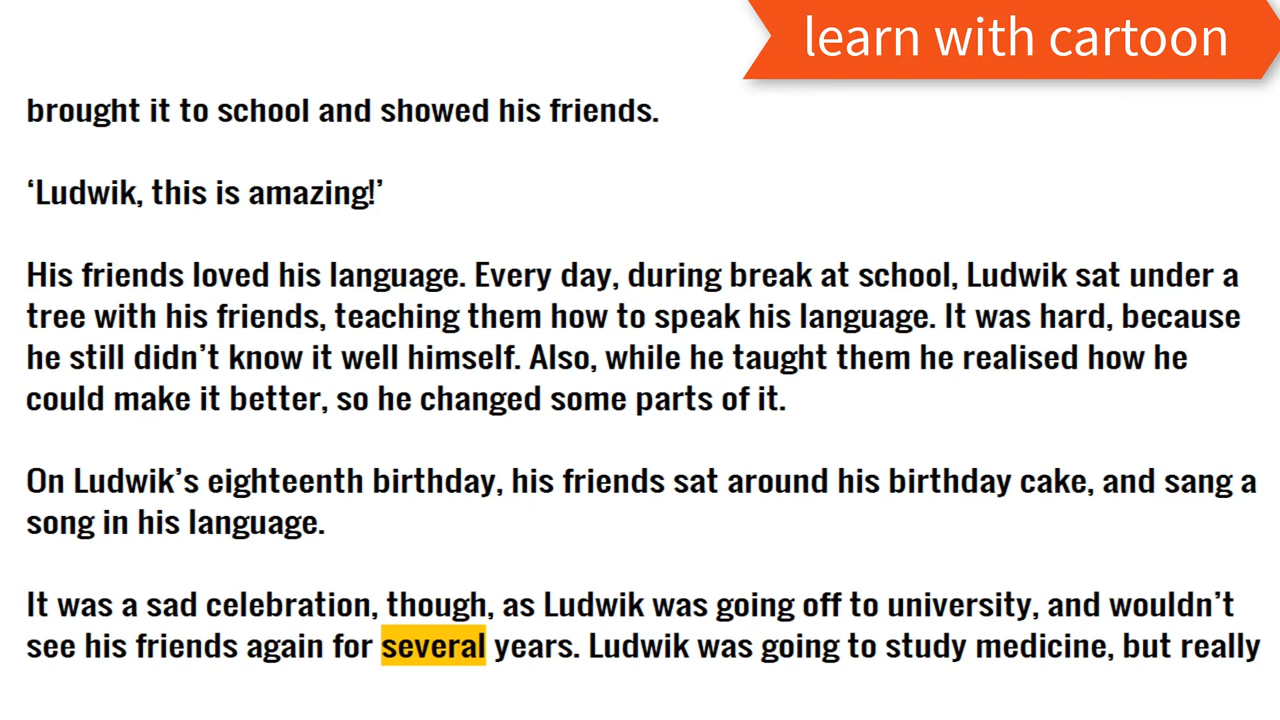 learn with cartoon
brought it to school and showed his friends.
‘Ludwik, this is amazing!’
His friends loved his language. Every day, during break at school, Ludwik sat under a
tree with his friends, teaching them how to speak his language. It was hard, because
he still didn’t know it well himself. Also, while he taught them he realised how he
could make it better, so he changed some parts of it.
On Ludwik’s eighteenth birthday, his friends sat around his birthday cake, and sang a
song in his language.
It was a sad celebration, though, as Ludwik was going off to university, and wouldn’t
see his friends again for several years. Ludwik was going to study medicine, but really